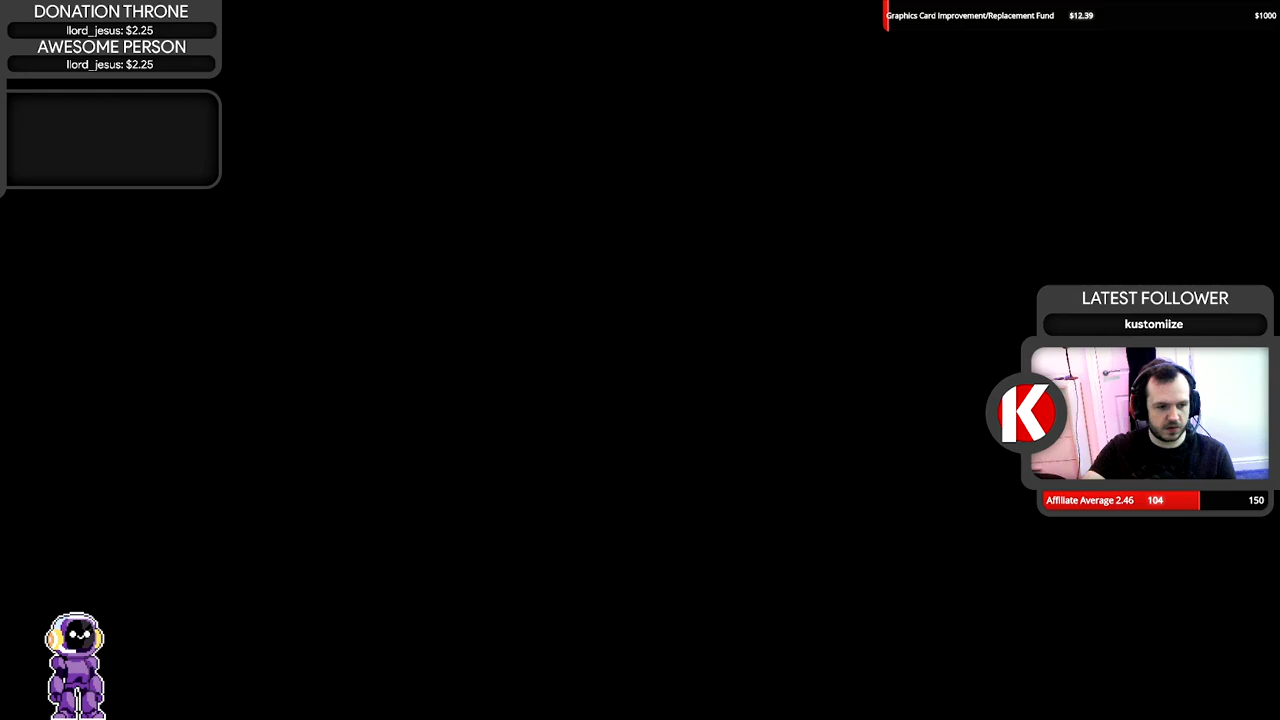 DONATION THRONE
llord_jesus: $2.25
AWESOME PERSON
llord_jesus: $2.25
Graphics Card Improvement/Replacement Fund $12.39 $1000
LATEST FOLLOWER
kustomiize
K
Affiliate Average 2.46 104 150